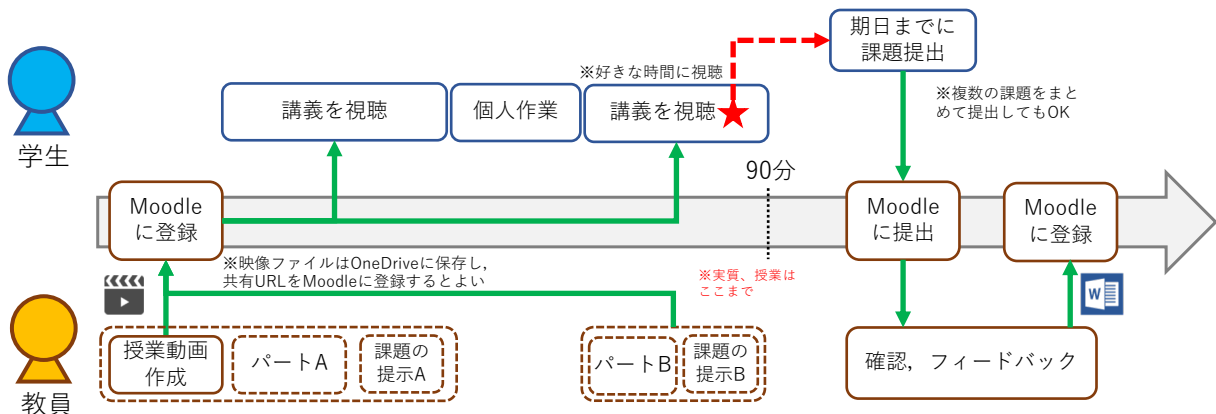 期日までに
課題提出
※好きな時間に視聴
※複数の課題をまと
めて提出してもOK
講義を視聴
個人作業
講義を視聴
学生
90分
Moodle
に登録
Moodle
に提出
Moodle
に登録
※映像ファイルはOneDriveに保存し,
共有URLをMoodleに登録するとよい
※実質、授業は
ここまで
W
授業動画
作成
パートA
課題の
提示A
パートB
課題の
提示B
確認，フィードバック
教員